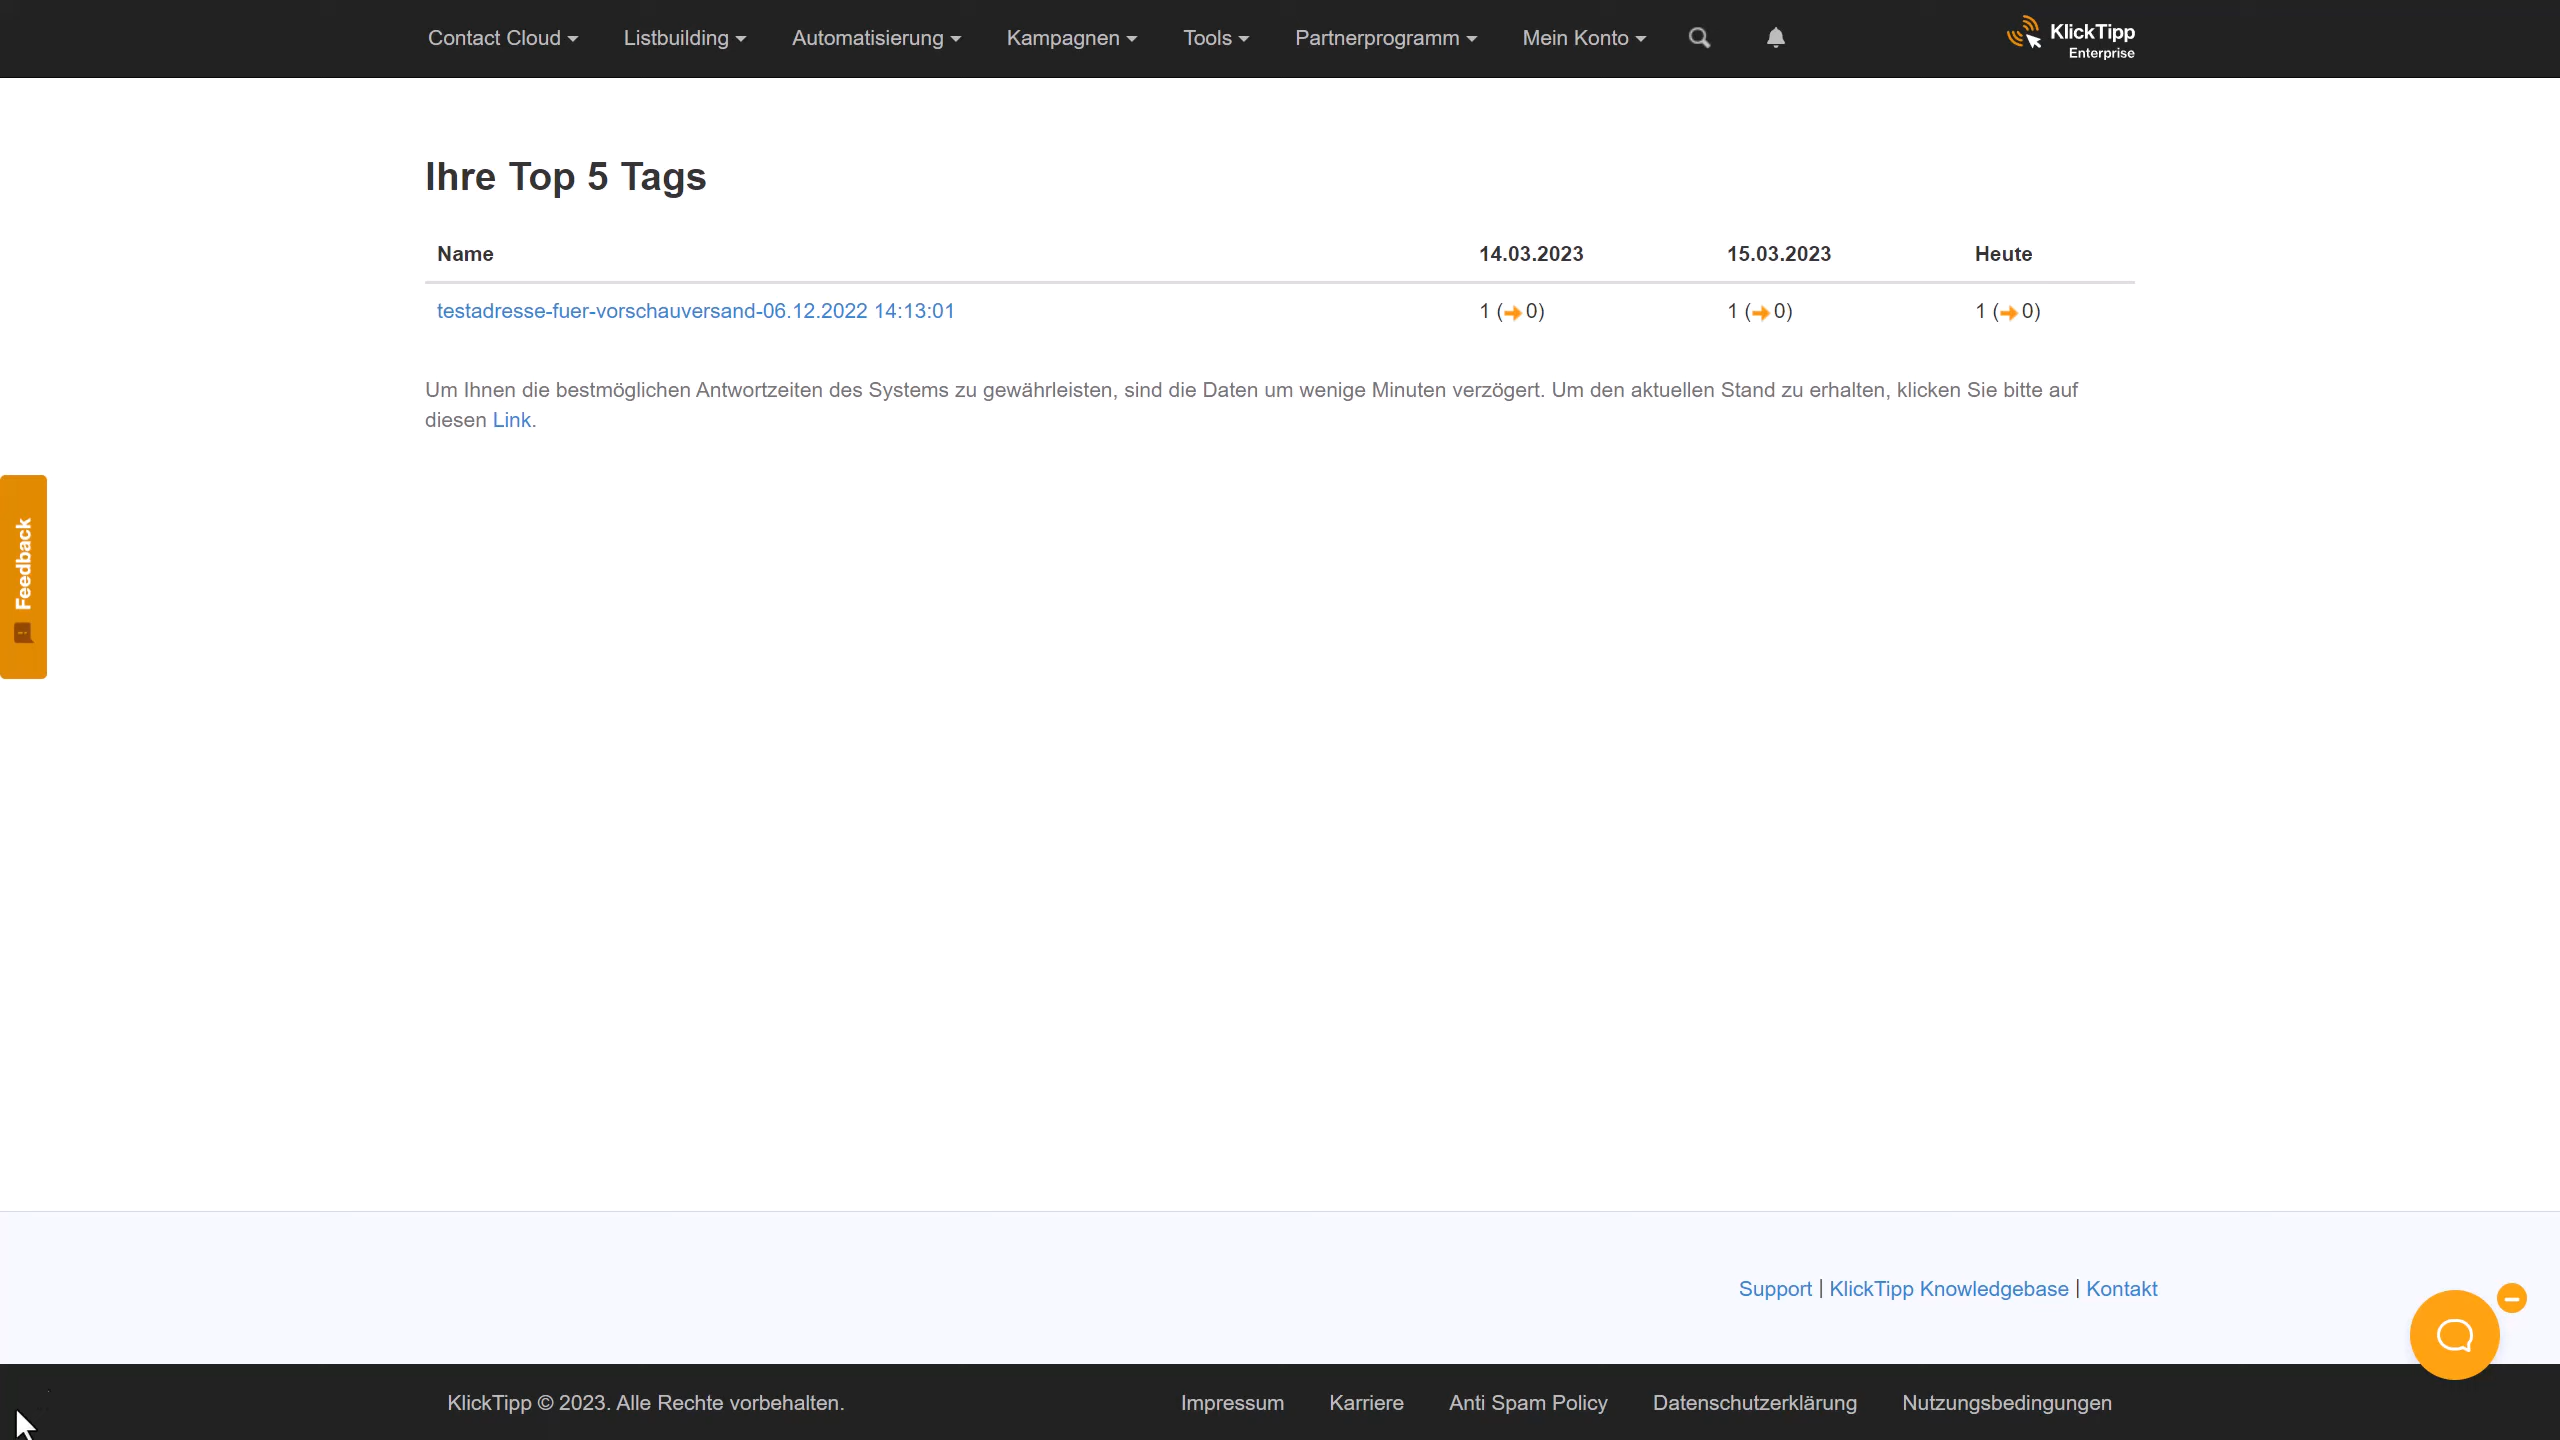 Contact Cloud Listbuilding Automatisierung Kampagnen Tools Partnerprogramm Mein Konto KlickTipp
Enterprise
Ihre Top 5 Tags
Name 14.03.2023 15.03.2023 Heute
testadresse-fuer-vorschauversand-06.12.2022 14:13:01 1 (→0) 1 (→0) 1 (→0)
Um Ihnen die bestmöglichen Antwortzeiten des Systems zu gewährleisten, sind die Daten um wenige Minuten verzögert. Um den aktuellen Stand zu erhalten, klicken Sie bitte auf
diesen Link.
Feedback
Support | KlickTipp Knowledgebase | Kontakt
KlickTipp © 2023. Alle Rechte vorbehalten. Impressum Karriere Anti Spam Policy Datenschutzerklärung Nutzungsbedingungen